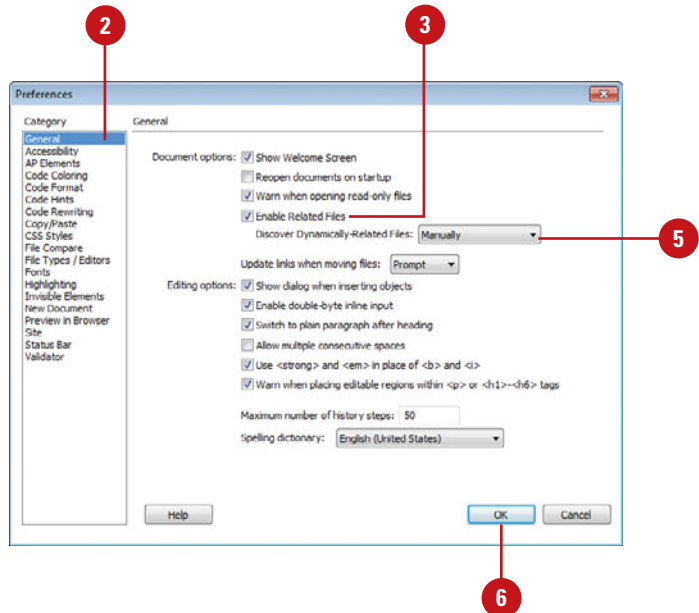 2
3
Preferences
Category
General
General
Accessibility
AP Elements
Code Coloring
Code Format
Code Hints
Code Rewriting
Copy/Paste
CSS Styles
File Compare
File Types / Editors
Fonts
Highlighting
Invisible Elements
New Document
Preview in Browser
Site
Status Bar
Validator
Document options: Show Welcome Screen
Reopen documents on startup
Warn when opening read-only files
Enable Related Files
Discover Dynamically-Related Files: Manually
5
Update links when moving files: Prompt
Editing options: Show dialog when inserting objects
Enable double-byte inline input
Switch to plain paragraph after heading
Allow multiple consecutive spaces
Use <strong> and <em> in place of <b> and <i>
Warn when placing editable regions within <p> or <h1>-<h6> tags
Maximum number of history steps: 50
Spelling dictionary: English (United States)
Help
OK
Cancel
6